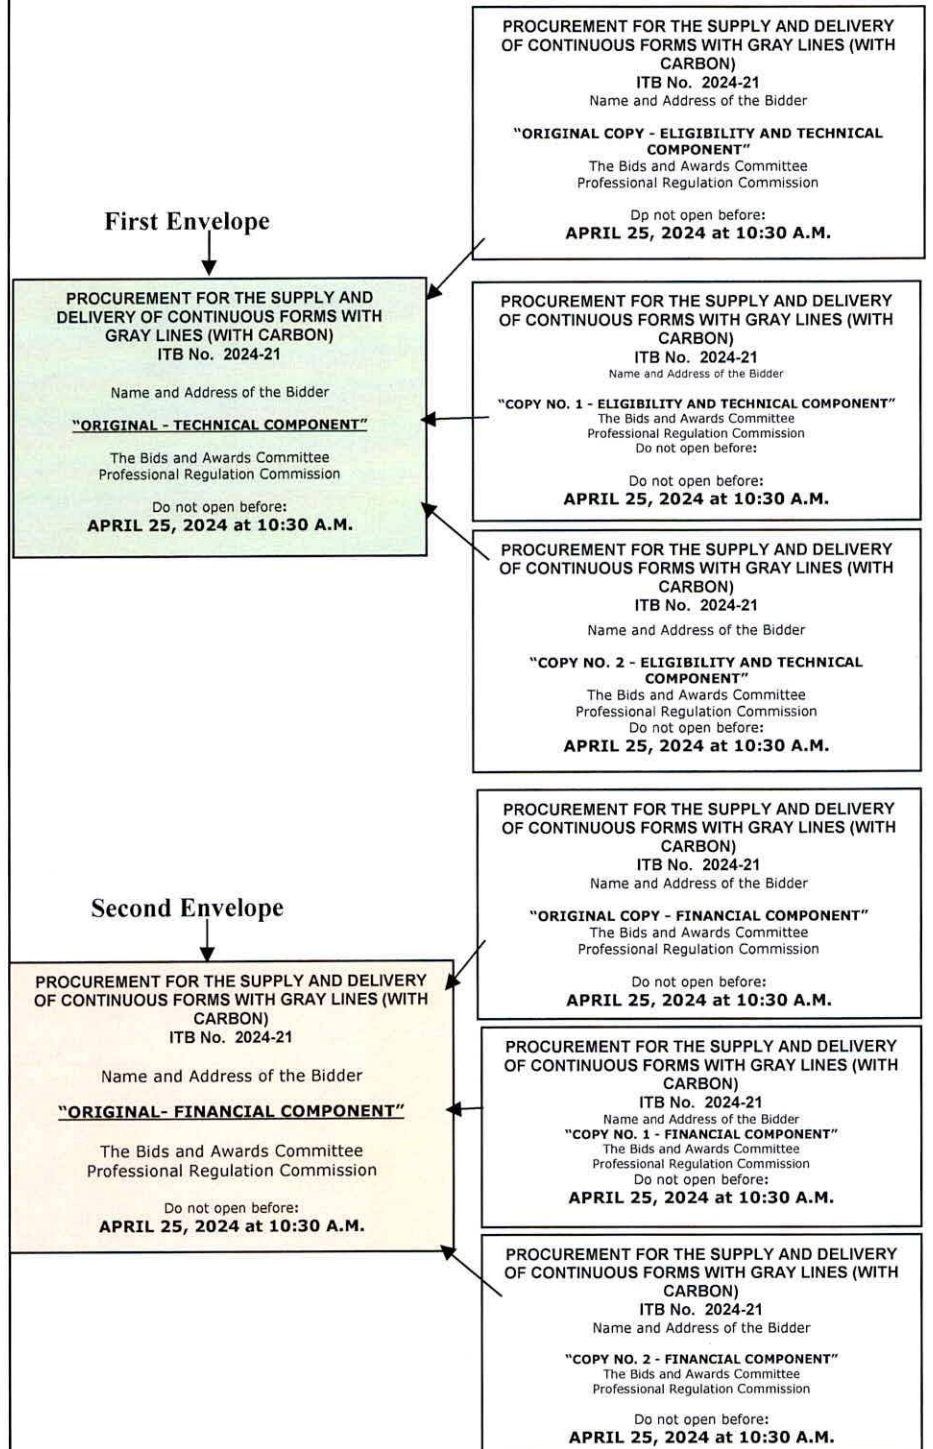 PROCUREMENT FOR THE SUPPLY AND DELIVERY
OF CONTINUOUS FORMS WITH GRAY LINES (WITH
CARBON)
ITB No. 2024-21
Name and Address of the Bidder
"ORIGINAL COPY - ELIGIBILITY AND TECHNICAL
COMPONENT"
The Bids and Awards Committee
Professional Regulation Commission
Dp not open before:
APRIL 25, 2024 at 10:30 A.M.
First Envelope
PROCUREMENT FOR THE SUPPLY AND
DELIVERY OF CONTINUOUS FORMS WITH
GRAY LINES (WITH CARBON)
ITB No. 2024-21
Name and Address of the Bidder
"ORIGINAL - TECHNICAL COMPONENT"
The Bids and Awards Committee
Professional Regulation Commission
Do not open before:
APRIL 25, 2024 at 10:30 A.M.
PROCUREMENT FOR THE SUPPLY AND DELIVERY
OF CONTINUOUS FORMS WITH GRAY LINES (WITH
CARBON)
ITB No. 2024-21
Name and Address of the Bidder
"COPY NO. 1 - ELIGIBILITY AND TECHNICAL COMPONENT"
The Bids and Awards Committee
Professional Regulation Commission
Do not open before:
Do not open before:
APRIL 25, 2024 at 10:30 A.M.
PROCUREMENT FOR THE SUPPLY AND DELIVERY
OF CONTINUOUS FORMS WITH GRAY LINES (WITH
CARBON)
ITB No. 2024-21
Name and Address of the Bidder
"COPY NO. 2 - ELIGIBILITY AND TECHNICAL
COMPONENT"
The Bids and Awards Committee
Professional Regulation Commission
Do not open before:
APRIL 25, 2024 at 10:30 A.M.
PROCUREMENT FOR THE SUPPLY AND DELIVERY
OF CONTINUOUS FORMS WITH GRAY LINES (WITH
CARBON)
ITB No. 2024-21
Name and Address of the Bidder
"ORIGINAL COPY - FINANCIAL COMPONENT"
The Bids and Awards Committee
Professional Regulation Commission
Do not open before:
APRIL 25, 2024 at 10:30 A.M.
Second Envelope
PROCUREMENT FOR THE SUPPLY AND DELIVERY
OF CONTINUOUS FORMS WITH GRAY LINES (WITH
CARBON)
ITB No. 2024-21
Name and Address of the Bidder
"ORIGINAL- FINANCIAL COMPONENT"
The Bids and Awards Committee
Professional Regulation Commission
Do not open before:
APRIL 25, 2024 at 10:30 A.M.
PROCUREMENT FOR THE SUPPLY AND DELIVERY
OF CONTINUOUS FORMS WITH GRAY LINES (WITH
CARBON)
ITB No. 2024-21
Name and Address of the Bidder
"COPY NO. 1 - FINANCIAL COMPONENT"
The Bids and Awards Committee
Professional Regulation Commission
Do not open before:
APRIL 25, 2024 at 10:30 A.M.
PROCUREMENT FOR THE SUPPLY AND DELIVERY
OF CONTINUOUS FORMS WITH GRAY LINES (WITH
CARBON)
ITB No. 2024-21
Name and Address of the Bidder
"COPY NO. 2 - FINANCIAL COMPONENT"
The Bids and Awards Committee
Professional Regulation Commission
Do not open before:
APRIL 25, 2024 at 10:30 A.M.